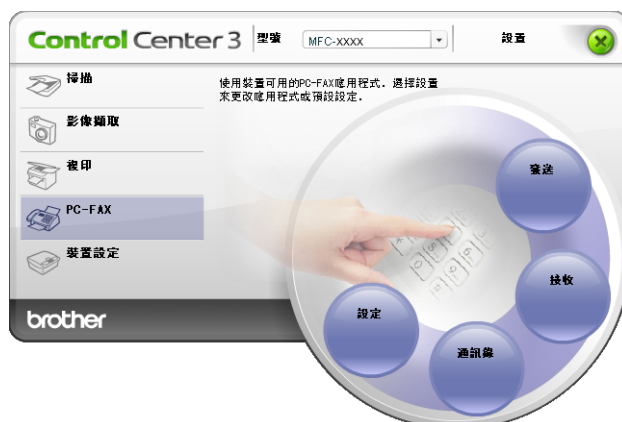 Control Center 3
型號
MFC-XXXX
設置
掃描
影像擷取
複印
PC-FAX
裝置設定
使用裝置可用的PC-FAX應用程式. 選擇設置
來更改應用程式或預設設定.
發送
接收
通訊錄
設定
brother